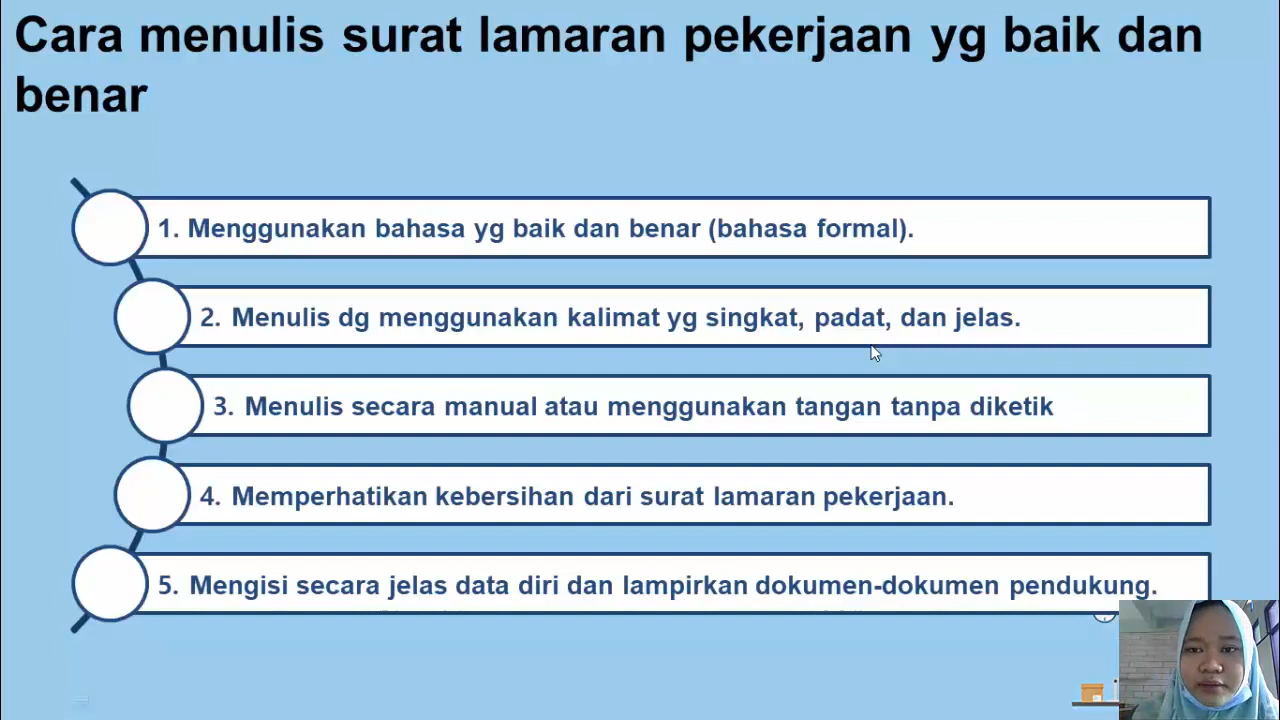 Cara menulis surat lamaran pekerjaan yg baik dan
benar
1. Menggunakan bahasa yg baik dan benar (bahasa formal).
2. Menulis dg menggunakan kalimat yg singkat, padat, dan jelas.
3. Menulis secara manual atau menggunakan tangan tanpa diketik
4. Memperhatikan kebersihan dari surat lamaran pekerjaan.
5. Mengisi secara jelas data diri dan lampirkan dokumen-dokumen pendukung.